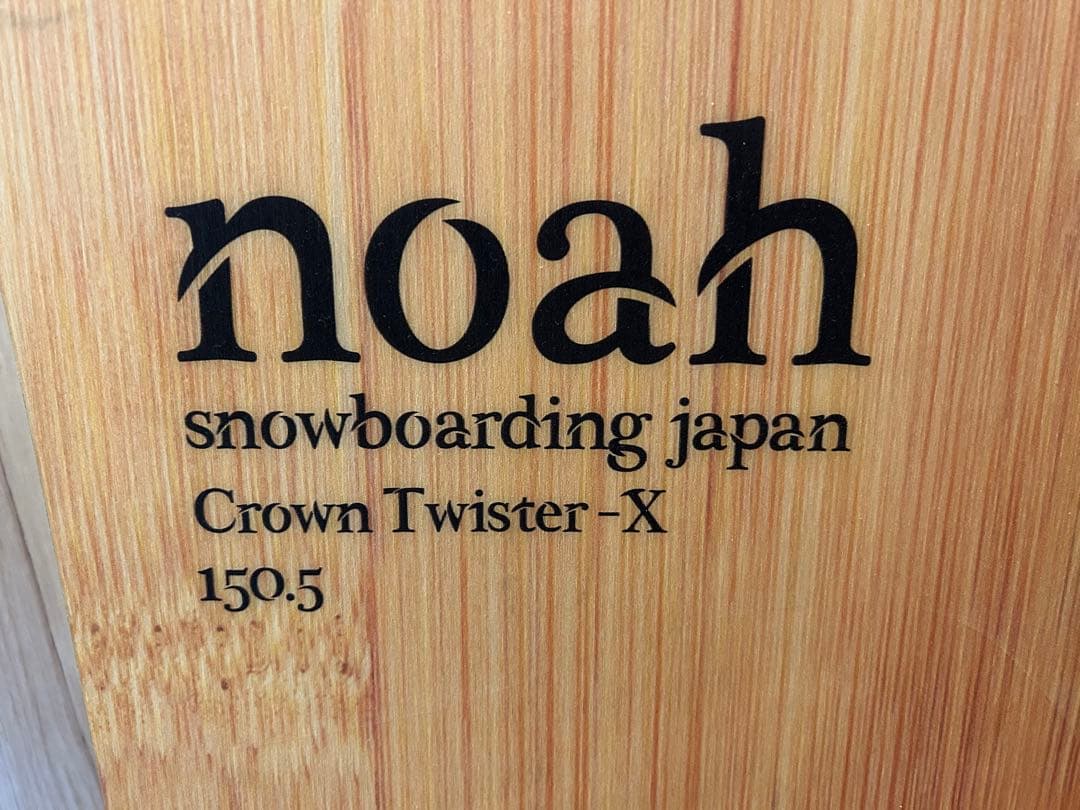 noah
snowboarding japan
Crown Twister -X
150.5